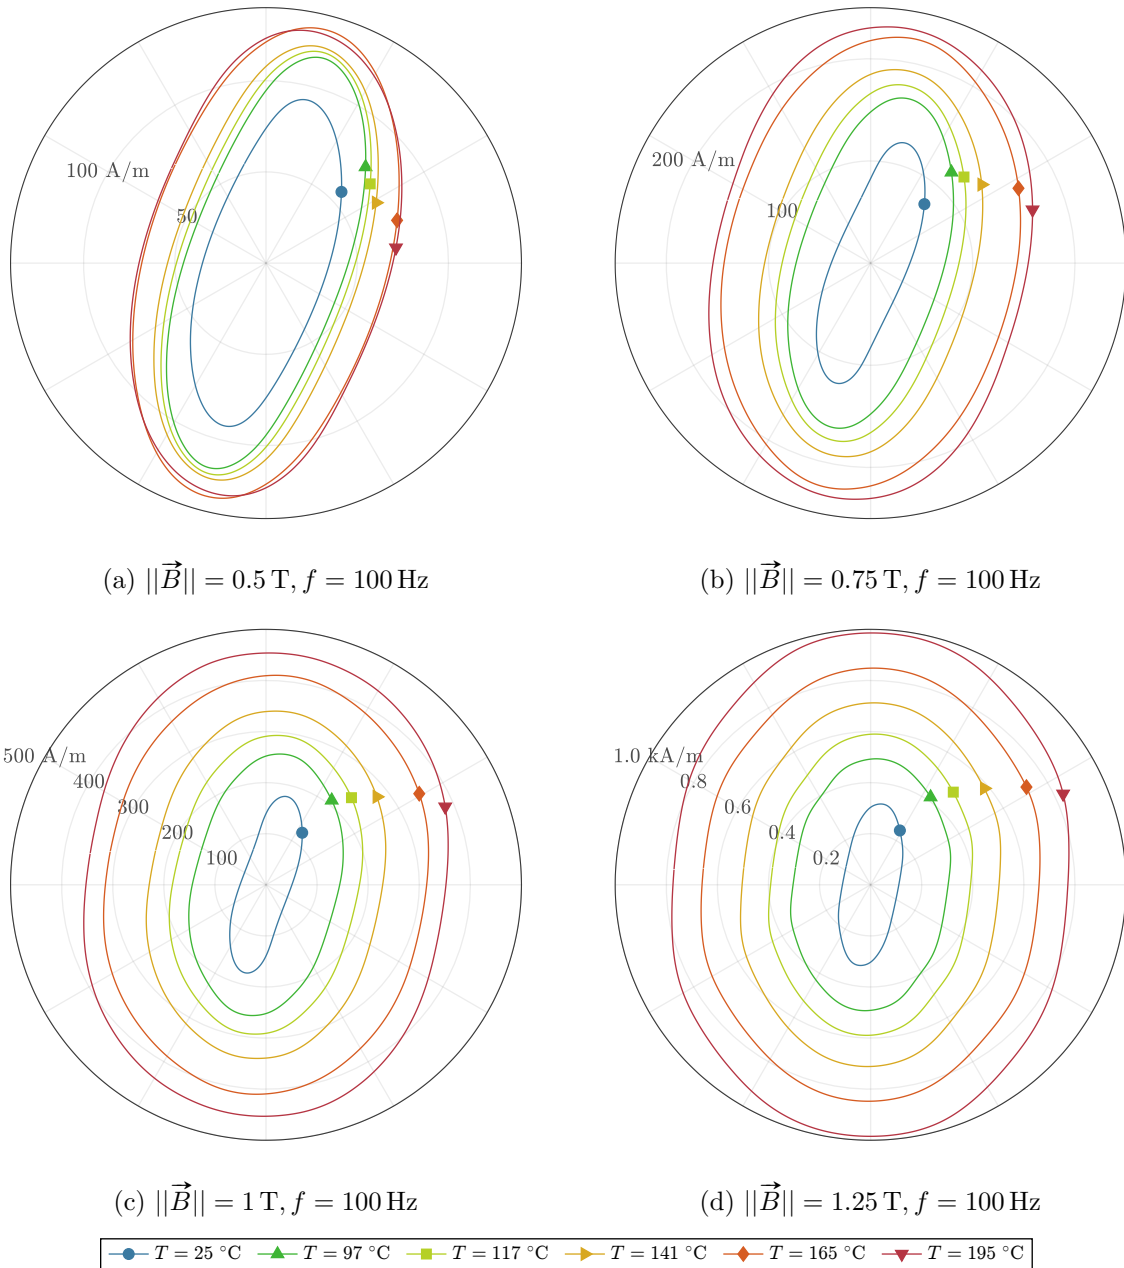 100 A/m
50
200 A/m
100
(a) ||B⃗|| = 0.5 T, f = 100 Hz
(b) ||B⃗|| = 0.75 T, f = 100 Hz
500 A/m
400
300
200
100
1.0 kA/m
0.8
0.6
0.4
0.2
(c) ||B⃗|| = 1 T, f = 100 Hz
(d) ||B⃗|| = 1.25 T, f = 100 Hz
T = 25 °C T = 97 °C T = 117 °C T = 141 °C T = 165 °C T = 195 °C